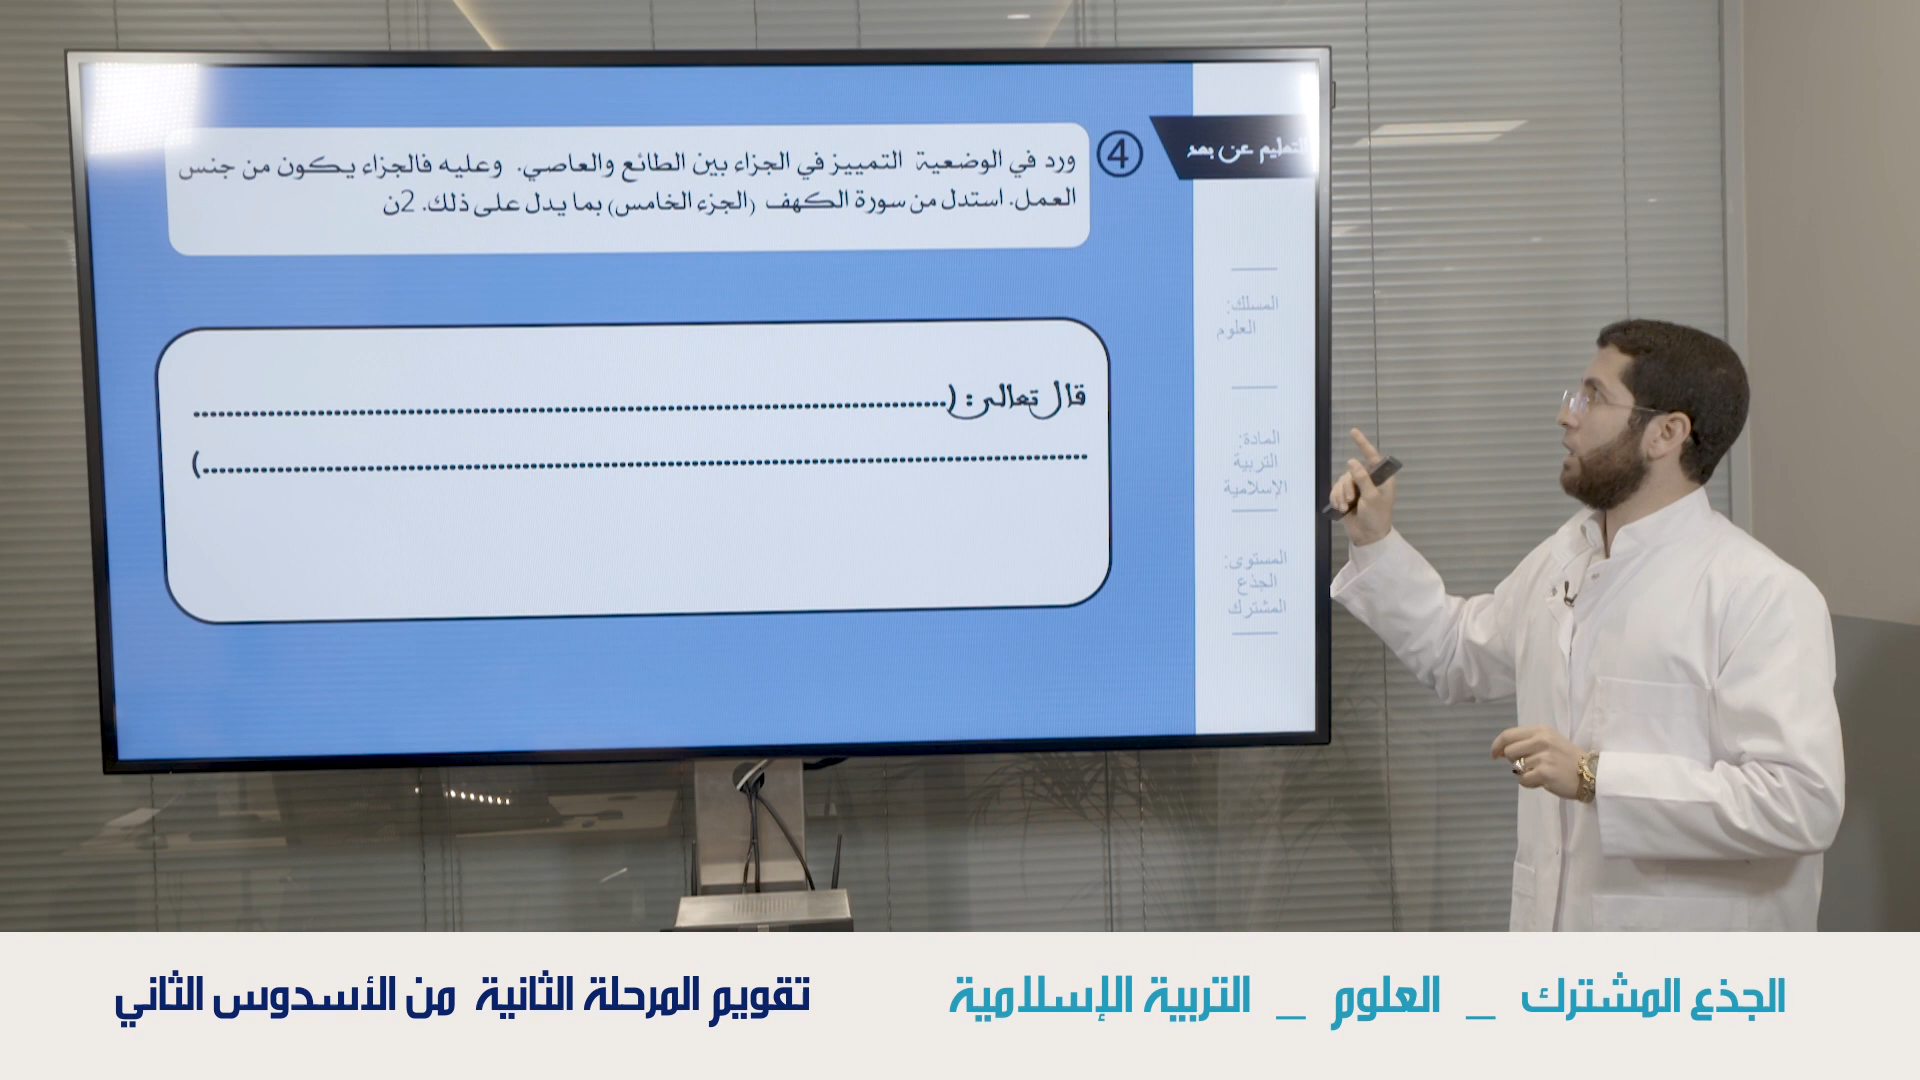 التعليم عن بعد
④ ورد في الوضعية التمييز في الجزاء بين الطائع والعاصي. وعليه فالجزاء يكون من جنس
العمل. استدل من سورة الكهف (الجزء الخامس) بما يدل على ذلك. 2ن
قال تعالى: (................................................
................................................)
المسلك:
العلوم
المادة:
التربية
الإسلامية
المستوى:
الجذع
المشترك
الجذع المشترك _ العلوم _ التربية الإسلامية
تقويم المرحلة الثانية من الأسدوس الثاني